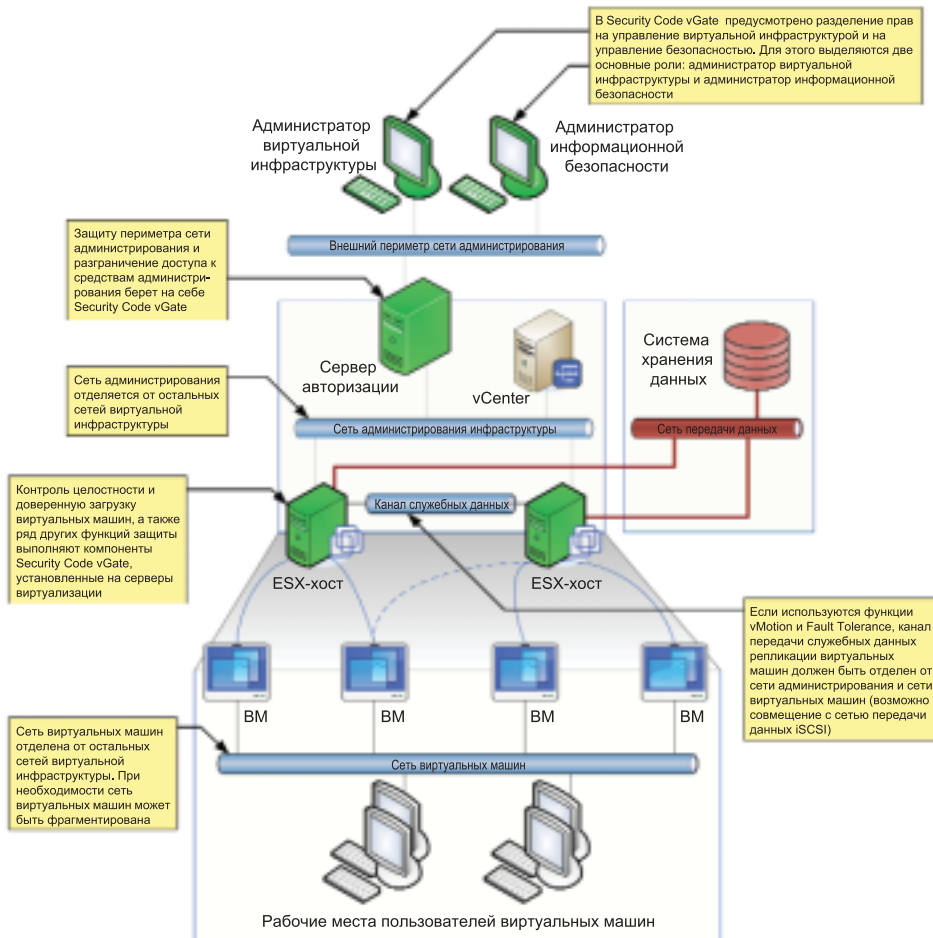 В Security Code vGate предусмотрено разделение прав
на управление виртуальной инфраструктурой и на
управление безопасностью. Для этого выделяются две
основные роли: администратор виртуальной
инфраструктуры и администратор информационной
безопасности
Администратор
виртуальной
инфраструктуры
Администратор
информационной
безопасности
Внешний периметр сети администрирования
Защиту периметра сети
администрирования и
разграничение доступа к
средствам администри-
рования берет на себе
Security Code vGate
Сервер
авторизации
vCenter
Система
хранения
данных
Сеть администрирования
отделяется от остальных
сетей виртуальной
инфраструктуры
Сеть администрирования инфраструктуры
Сеть передачи данных
Контроль целостности и
доверенную загрузку
виртуальных машин, а также
ряд других функций защиты
выполняют компоненты
Security Code vGate,
установленные на серверы
виртуализации
Канал служебных данных
ESX-хост
ESX-хост
Если используются функции
vMotion и Fault Tolerance, канал
передачи служебных данных
репликации виртуальных
машин должен быть отделен от
сети администрирования и сети
виртуальных машин (возможно
совмещение с сетью передачи
данных iSCSI)
ВМ
ВМ
ВМ
ВМ
Сеть виртуальных машин
отделена от остальных
сетей виртуальной
инфраструктуры. При
необходимости сеть
виртуальных машин может
быть фрагментирована
Сеть виртуальных машин
Рабочие места пользователей виртуальных машин